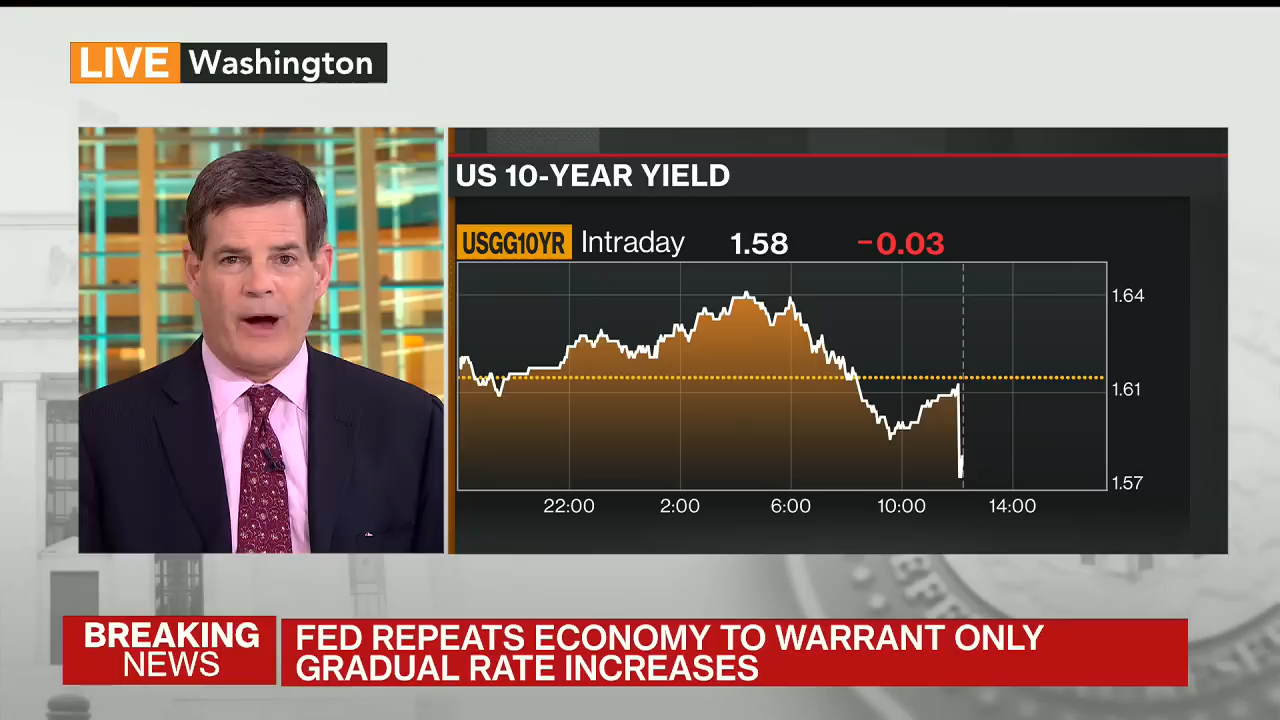 LIVE Washington
US 10-YEAR YIELD
USGG10YR Intraday 1.58 -0.03
1.64
1.61
1.57
22:00 2:00 6:00 10:00 14:00
BREAKING
NEWS
FED REPEATS ECONOMY TO WARRANT ONLY
GRADUAL RATE INCREASES